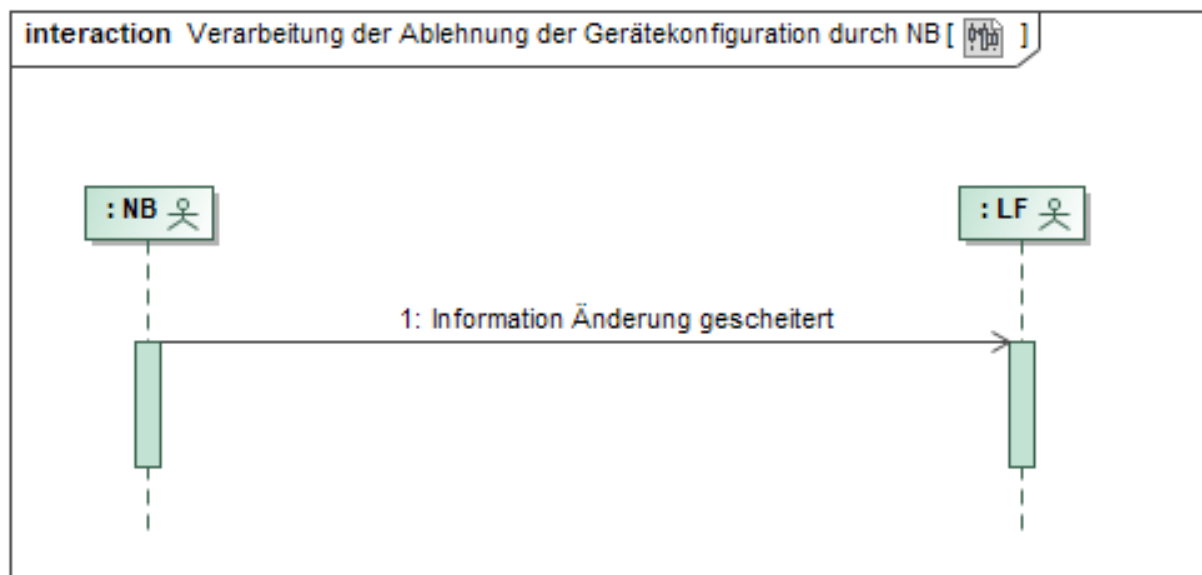 interaction Verarbeitung der Ablehnung der Gerätekonfiguration durch NB [ ]
: NB
: LF
1: Information Änderung gescheitert